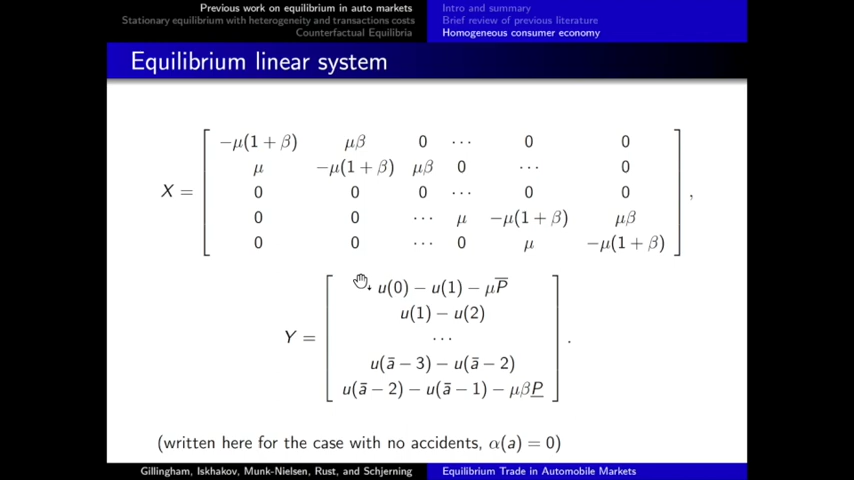 Previous work on equilibrium in auto markets
Stationary equilibrium with heterogeneity and transactions costs
Counterfactual Equilibria
Intro and summary
Brief review of previous literature
Homogeneous consumer economy
Equilibrium linear system
X = [ −μ(1 + β) μβ 0 ⋯ 0 0
μ −μ(1 + β) μβ 0 ⋯ 0
0 0 0 ⋯ 0 0
0 0 ⋯ μ −μ(1 + β) μβ
0 0 ⋯ 0 μ −μ(1 + β) ],
Y = [ u(0) − u(1) − μP̅
u(1) − u(2)
⋯
u(ā − 3) − u(ā − 2)
u(ā − 2) − u(ā − 1) − μβP̲ ].
(written here for the case with no accidents, α(a) = 0)
Gillingham, Iskhakov, Munk-Nielsen, Rust, and Schjerning
Equilibrium Trade in Automobile Markets